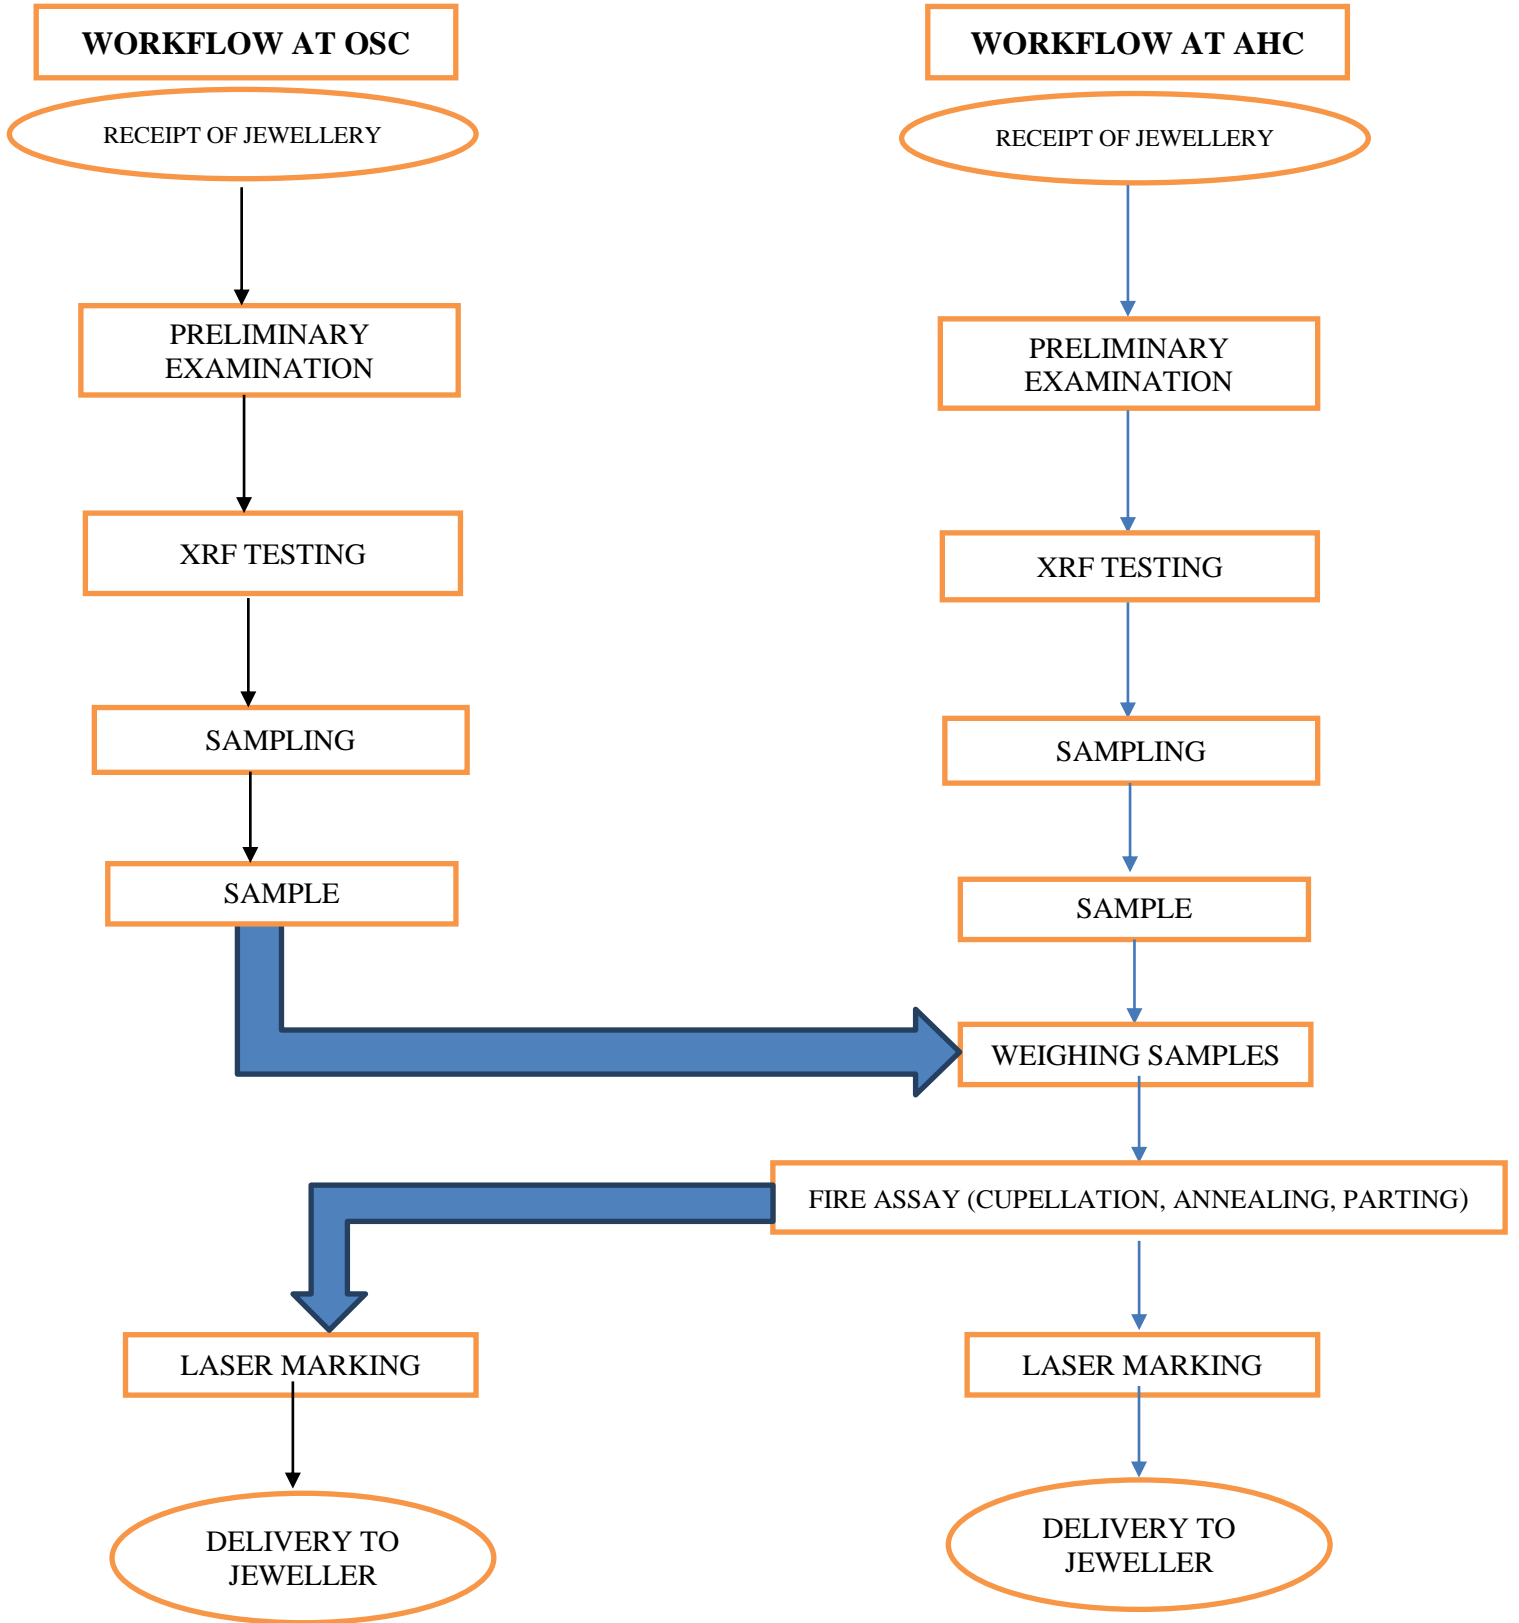 WORKFLOW AT OSC
RECEIPT OF JEWELLERY
PRELIMINARY
EXAMINATION
XRF TESTING
SAMPLING
SAMPLE
LASER MARKING
DELIVERY TO
JEWELLER
WORKFLOW AT AHC
RECEIPT OF JEWELLERY
PRELIMINARY
EXAMINATION
XRF TESTING
SAMPLING
SAMPLE
WEIGHING SAMPLES
FIRE ASSAY (CUPELLATION, ANNEALING, PARTING)
LASER MARKING
DELIVERY TO
JEWELLER